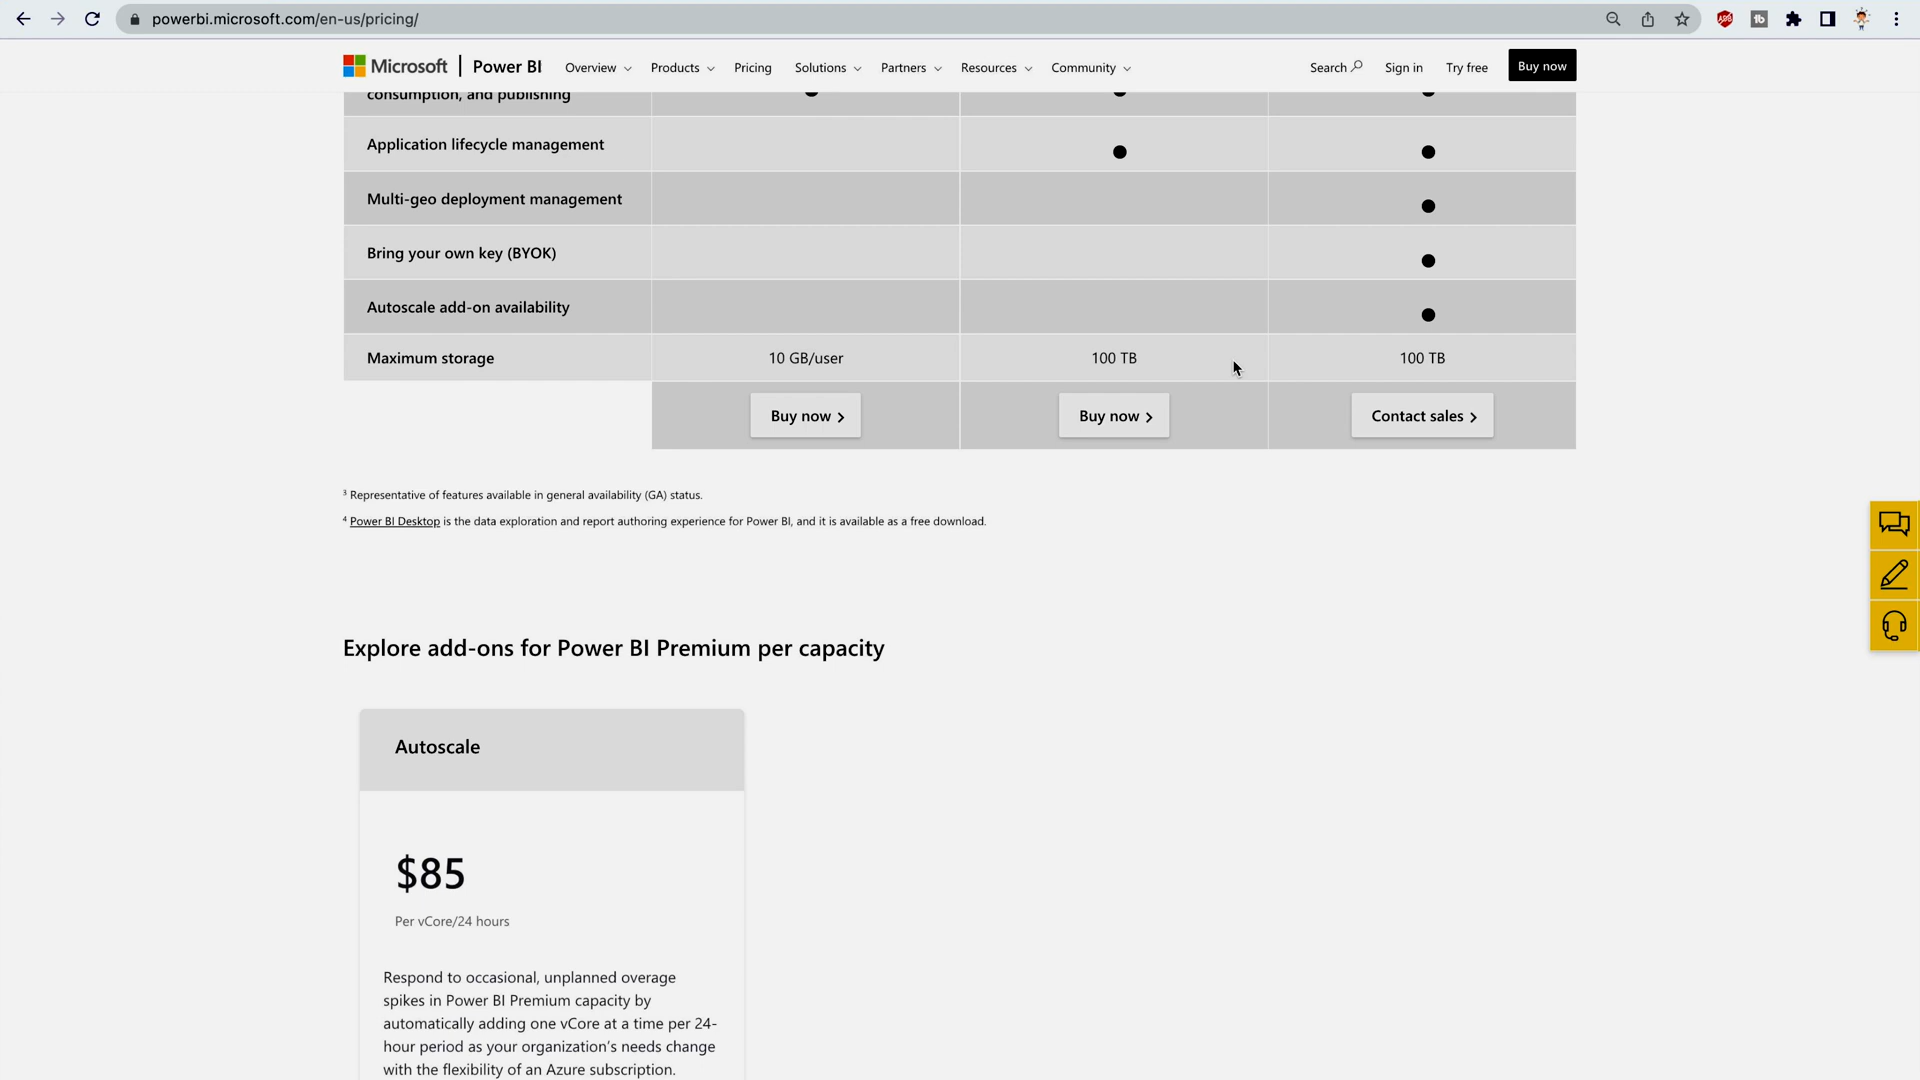 powerbi.microsoft.com/en-us/pricing/
Microsoft | Power BI Overview Products Pricing Solutions Partners Resources Community Search Sign in Try free Buy now
consumption, and publishing
Application lifecycle management
Multi-geo deployment management
Bring your own key (BYOK)
Autoscale add-on availability
Maximum storage 10 GB/user 100 TB 100 TB
Buy now Buy now Contact sales
3 Representative of features available in general availability (GA) status.
4 Power BI Desktop is the data exploration and report authoring experience for Power BI, and it is available as a free download.
Explore add-ons for Power BI Premium per capacity
Autoscale
$85
Per vCore/24 hours
Respond to occasional, unplanned overage
spikes in Power BI Premium capacity by
automatically adding one vCore at a time per 24-
hour period as your organization's needs change
with the flexibility of an Azure subscription.